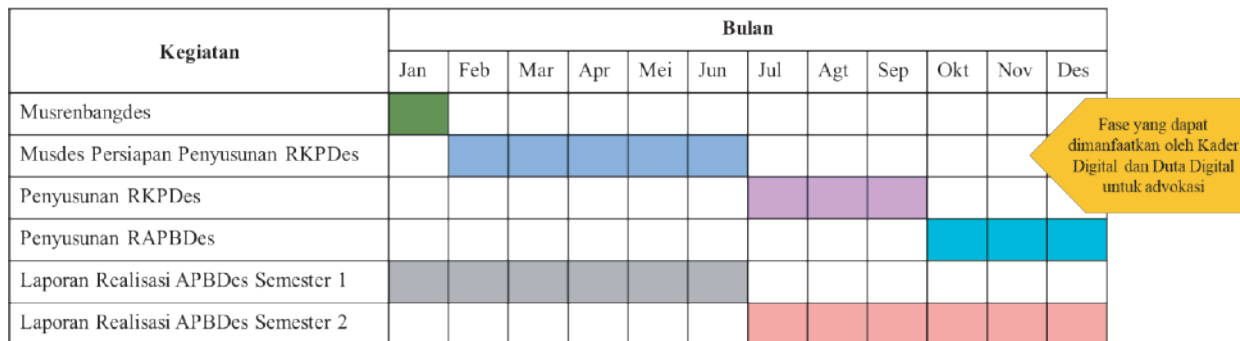 Kegiatan
Bulan
Jan Feb Mar Apr Mei Jun Jul Agt Sep Okt Nov Des
Musrenbangdes
Musdes Persiapan Penyusunan RKPDes
Penyusunan RKPDes
Penyusunan RAPBDes
Laporan Realisasi APBDes Semester 1
Laporan Realisasi APBDes Semester 2
Fase yang dapat
dimanfaatkan oleh Kader
Digital dan Duta Digital
untuk advokasi